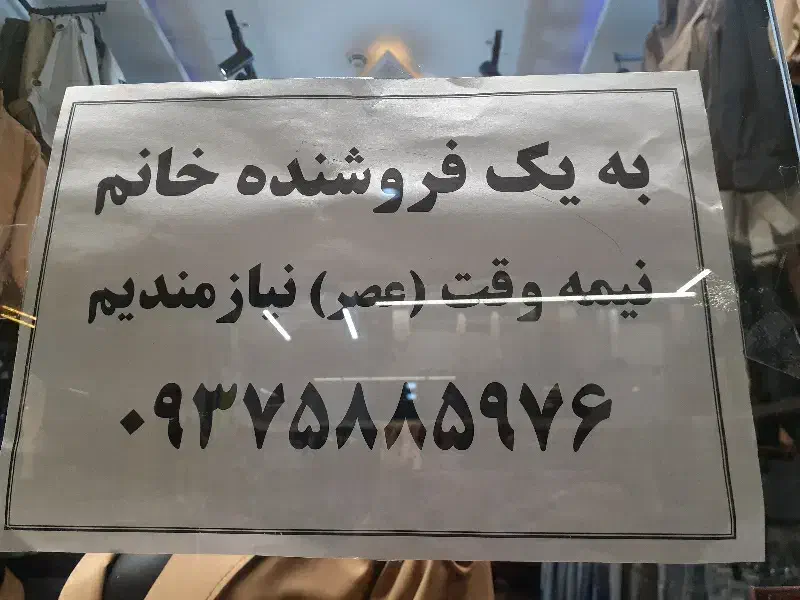 به یک فروشنده خانم
نیمه وقت (عصر) نیازمندیم
۰۹۳۷۵۸۸۵۹۷۶